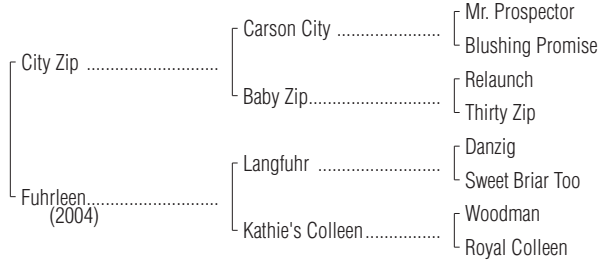 Mr. Prospector
Carson City ......................
Blushing Promise
City Zip ............................
Relaunch
Baby Zip............................
Thirty Zip
Danzig
Langfuhr ..........................
Sweet Briar Too
Fuhrleen............................
(2004)
Woodman
Kathie's Colleen................
Royal Colleen